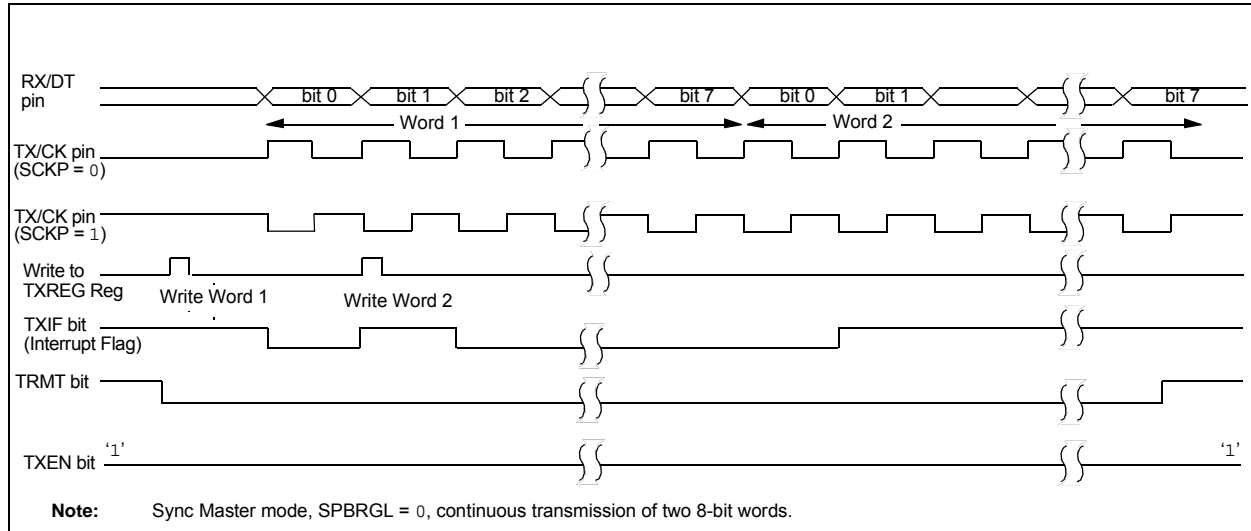 RX/DT
pin
bit 0 bit 1 bit 2 bit 7 bit 0 bit 1 bit 7
Word 1 Word 2
TX/CK pin
(SCKP = 0)
TX/CK pin
(SCKP = 1)
Write to
TXREG Reg
Write Word 1 Write Word 2
TXIF bit
(Interrupt Flag)
TRMT bit
TXEN bit ‘1’ ‘1’
Note: Sync Master mode, SPBRGL = 0, continuous transmission of two 8-bit words.